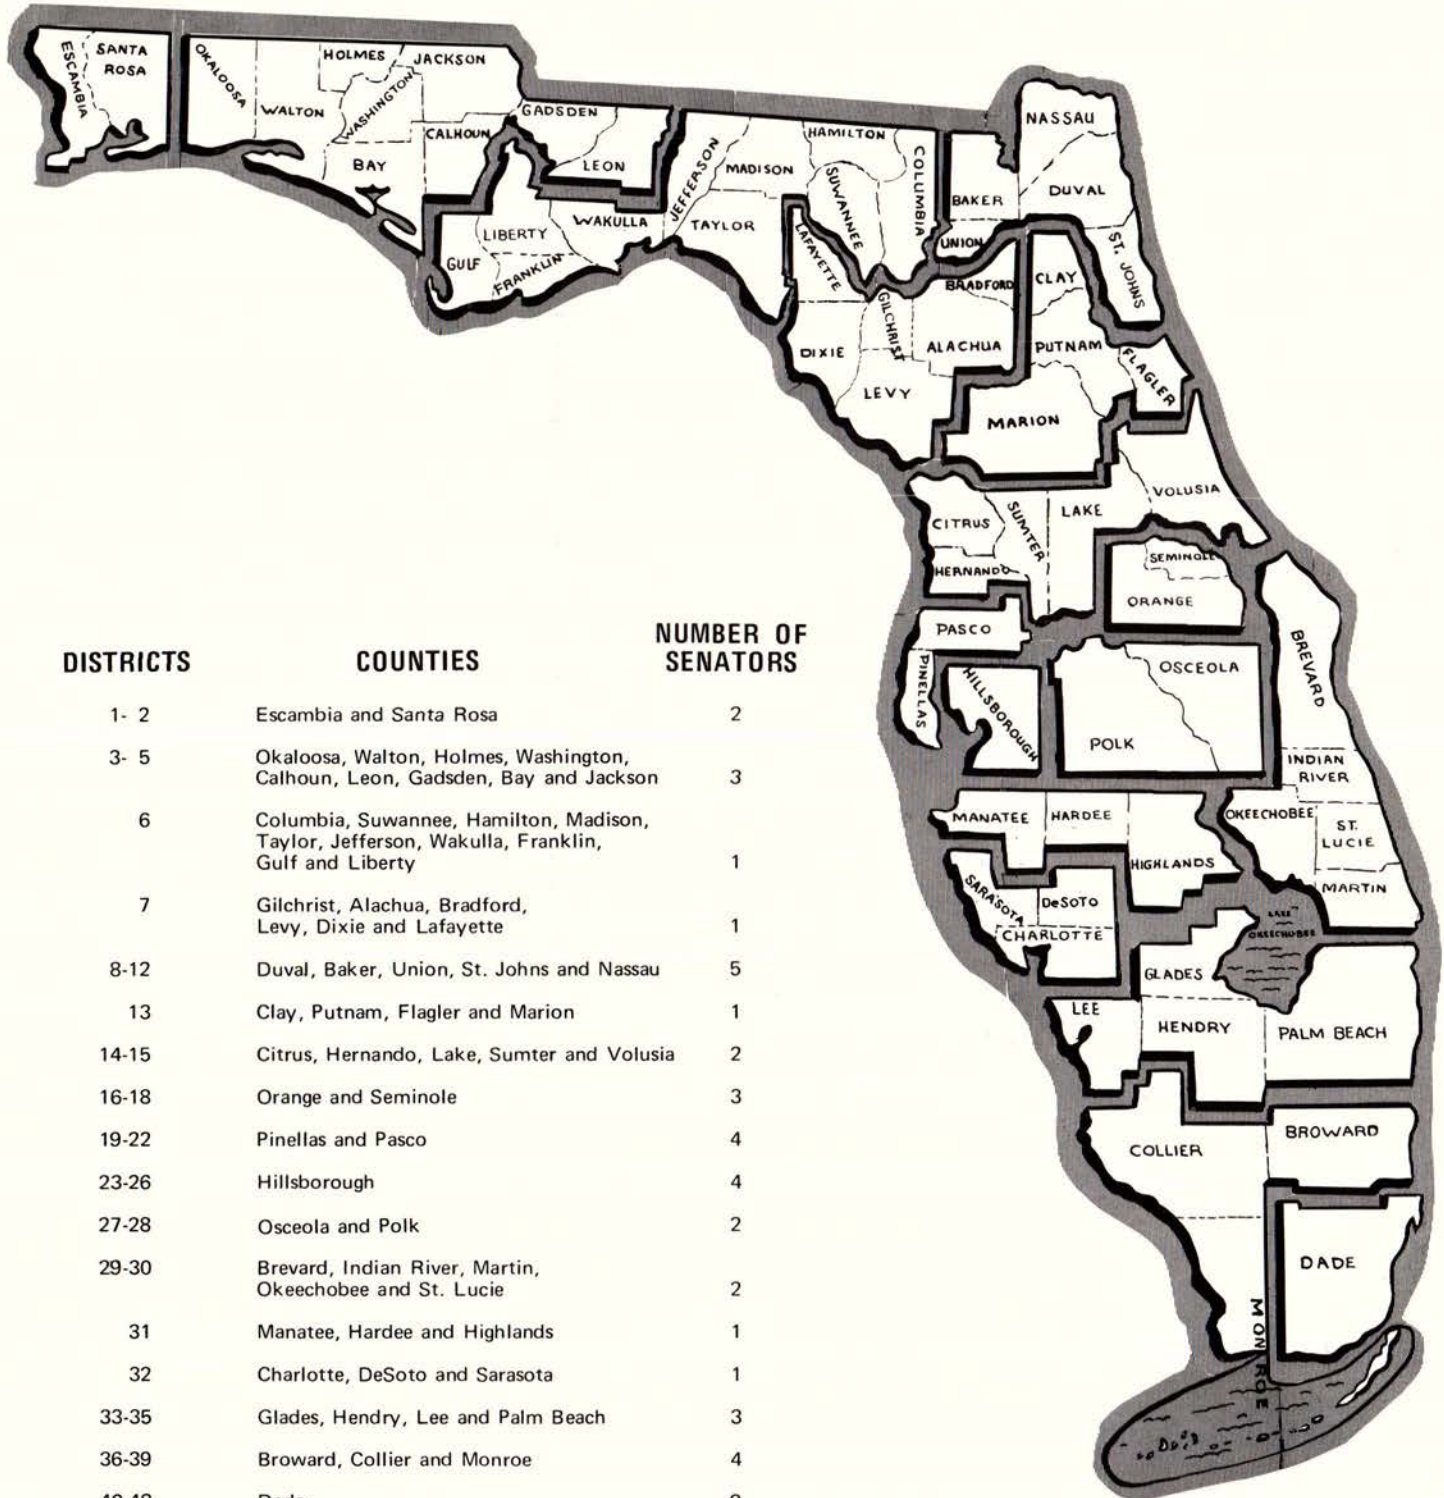 ESCAMBIA
SANTA
ROSA
OKALOOSA
WALTON
HOLMES
WASHINGTON
JACKSON
BAY
CALHOUN
GADSDEN
LEON
GULF
LIBERTY
FRANKLIN
WAKULLA
JEFFERSON
MADISON
TAYLOR
HAMILTON
SUWANNEE
COLUMBIA
LAFAYETTE
BAKER
UNION
NASSAU
DUVAL
ST. JOHNS
BRADFORD
GILCHRIST
ALACHUA
DIXIE
LEVY
CLAY
PUTNAM
FLAGLER
MARION
CITRUS
SUMTER
LAKE
VOLUSIA
HERNANDO
SEMINOLE
ORANGE
PASCO
PINELLAS
HILLSBOROUGH
OSCEOLA
POLK
BREVARD
INDIAN
RIVER
OKEECHOBEE
ST.
LUCIE
MARTIN
MANATEE
HARDEE
HIGHLANDS
SARASOTA
DeSOTO
CHARLOTTE
LAKE
OKEECHOBEE
GLADES
LEE
HENDRY
PALM BEACH
COLLIER
BROWARD
DADE
MONROE
DISTRICTS COUNTIES NUMBER OF
SENATORS
1- 2 Escambia and Santa Rosa 2
3- 5 Okaloosa, Walton, Holmes, Washington,
Calhoun, Leon, Gadsden, Bay and Jackson 3
6 Columbia, Suwannee, Hamilton, Madison,
Taylor, Jefferson, Wakulla, Franklin,
Gulf and Liberty 1
7 Gilchrist, Alachua, Bradford,
Levy, Dixie and Lafayette 1
8-12 Duval, Baker, Union, St. Johns and Nassau 5
13 Clay, Putnam, Flagler and Marion 1
14-15 Citrus, Hernando, Lake, Sumter and Volusia 2
16-18 Orange and Seminole 3
19-22 Pinellas and Pasco 4
23-26 Hillsborough 4
27-28 Osceola and Polk 2
29-30 Brevard, Indian River, Martin,
Okeechobee and St. Lucie 2
31 Manatee, Hardee and Highlands 1
32 Charlotte, DeSoto and Sarasota 1
33-35 Glades, Hendry, Lee and Palm Beach 3
36-39 Broward, Collier and Monroe 4